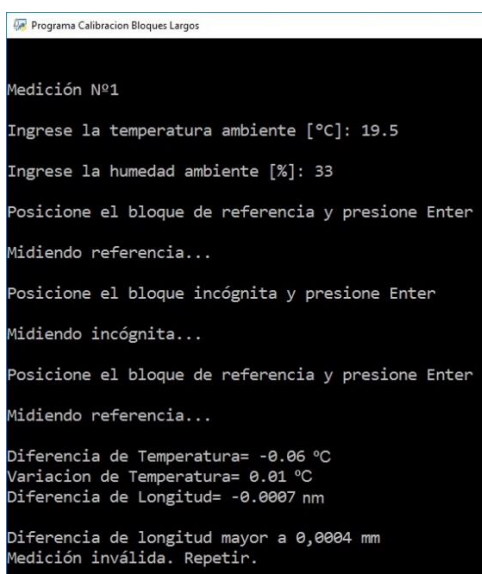 Programa Calibracion Bloques Largos
Medición Nº1
Ingrese la temperatura ambiente [ºC]: 19.5
Ingrese la humedad ambiente [%]: 33
Posicione el bloque de referencia y presione Enter
Midiendo referencia...
Posicione el bloque incógnita y presione Enter
Midiendo incógnita...
Posicione el bloque de referencia y presione Enter
Midiendo referencia...
Diferencia de Temperatura= -0.06 ºC
Variacion de Temperatura= 0.01 ºC
Diferencia de Longitud= -0.0007 nm
Diferencia de longitud mayor a 0,0004 mm
Medición inválida. Repetir.